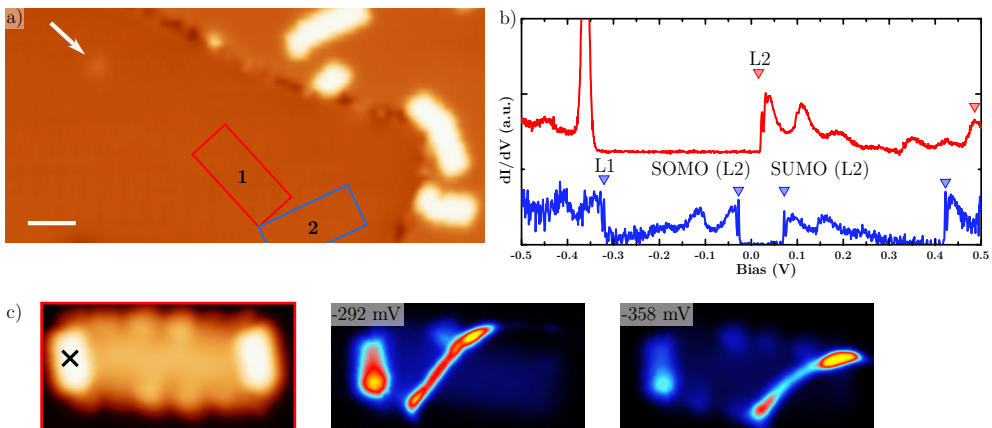 a)
1
2
b)
dI/dV (a.u.)
L2
L1
SOMO (L2)
SUMO (L2)
-0.5 -0.4 -0.3 -0.2 -0.1 0.0 0.1 0.2 0.3 0.4 0.5
Bias (V)
c)
-292 mV
-358 mV